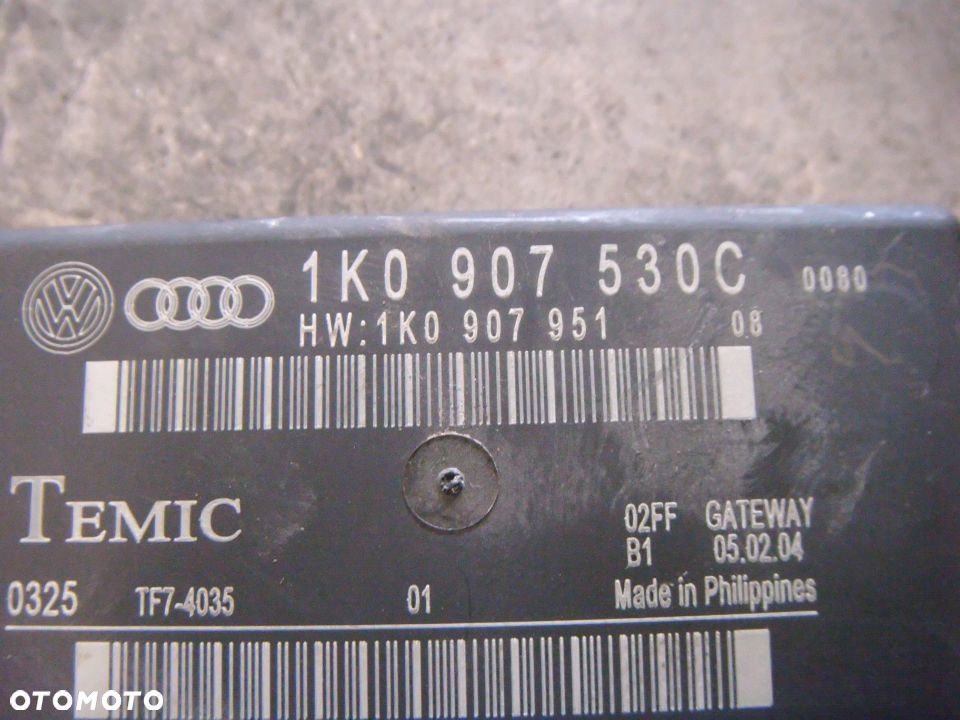 1K0 907 530C 0080
HW:1K0 907 951 08
TEMIC
02FF GATEWAY
B1 05.02.04
0325 TF7-4035 01 Made in Philippines
OTOMOTO